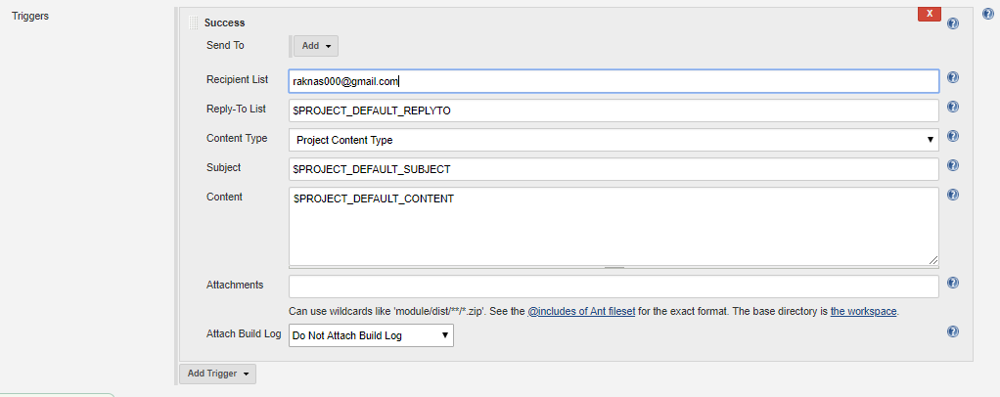 Triggers
Success
X
Send To
Add
Recipient List
raknas000@gmail.com
Reply-To List
$PROJECT_DEFAULT_REPLYTO
Content Type
Project Content Type
Subject
$PROJECT_DEFAULT_SUBJECT
Content
$PROJECT_DEFAULT_CONTENT
Attachments
Can use wildcards like 'module/dist/**/*.zip'. See the @includes of Ant fileset for the exact format. The base directory is the workspace.
Attach Build Log
Do Not Attach Build Log
Add Trigger